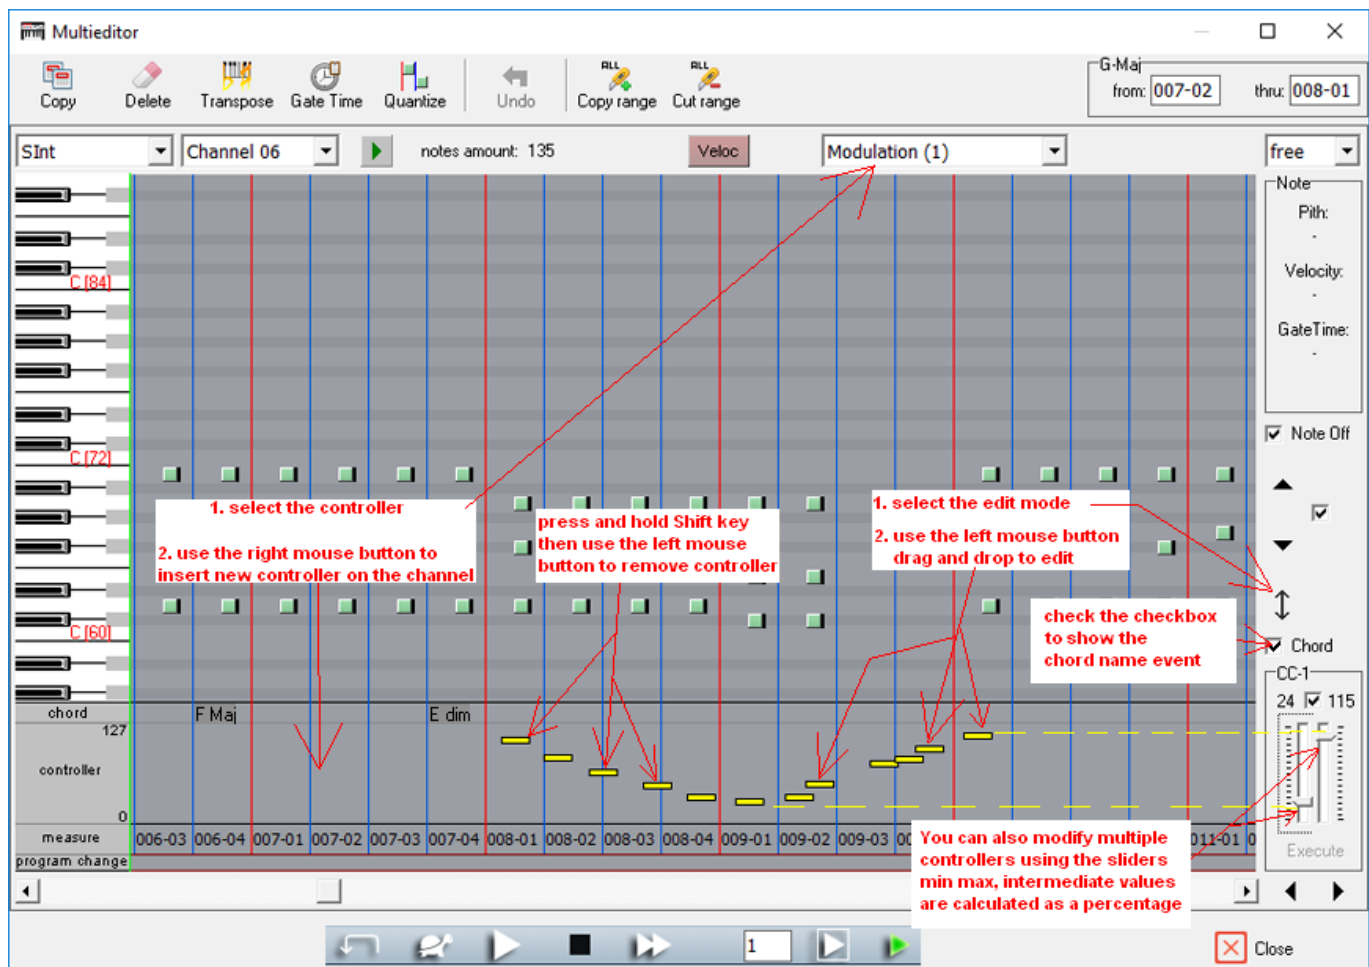 Multieditor
Copy
Delete
Transpose
Gate Time
Quantize
Undo
ALL
Copy range
ALL
Cut range
G-Maj
from: 007-02
thru: 008-01
SInt
Channel 06
notes amount: 135
Veloc
Modulation (1)
free
Note
Pith:
-
Velocity:
-
GateTime:
-
C [84]
C [72]
C [60]
Note Off
1. select the controller
2. use the right mouse button to
insert new controller on the channel
press and hold Shift key
then use the left mouse
button to remove controller
1. select the edit mode
2. use the left mouse button
drag and drop to edit
check the checkbox
to show the
chord name event
Chord
CC-1
24 115
chord
F Maj
E dim
127
controller
0
measure
006-03 006-04 007-01 007-02 007-03 007-04 008-01 008-02 008-03 008-04 009-01 009-02 009-03 00 011-01 0
program change
You can also modify multiple
controllers using the sliders
min max, intermediate values
are calculated as a percentage
Execute
1
Close